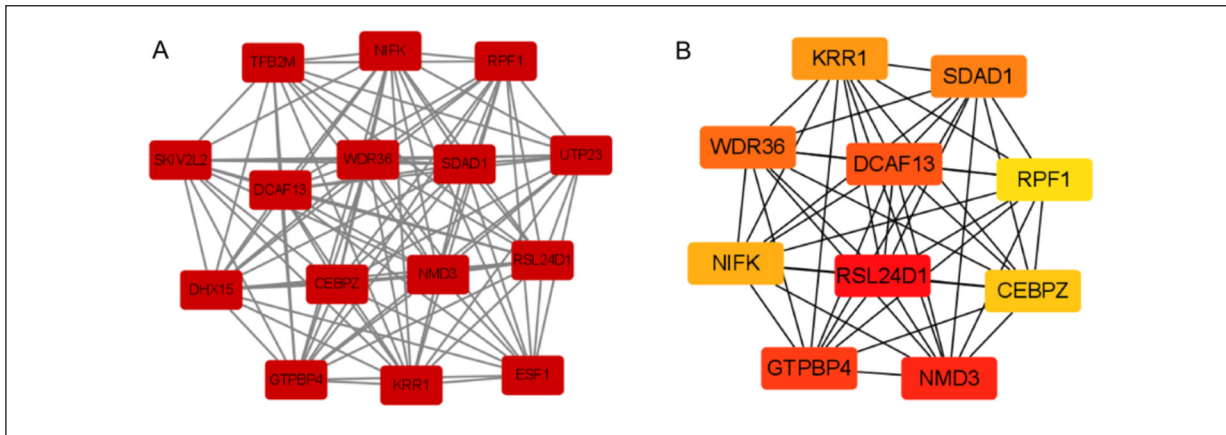 A
NIFK
TFB2M
RPF1
SKIV2L2
WDR36
SDAD1
UTP23
DCAF13
RSL24D1
DHX15
CEBPZ
NMD3
GTPBP4
KRR1
ESF1
B
KRR1
SDAD1
WDR36
DCAF13
RPF1
NIFK
RSL24D1
CEBPZ
GTPBP4
NMD3